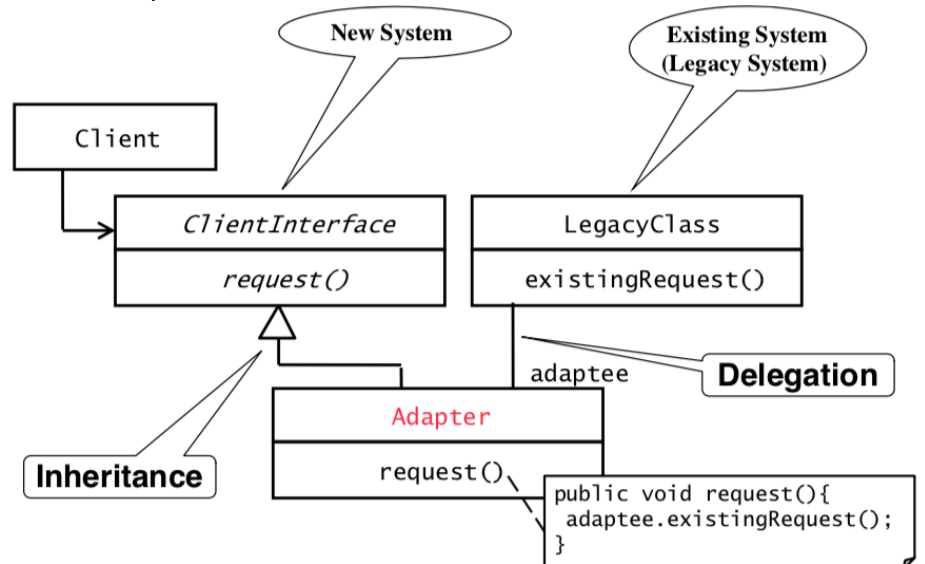 New System
Existing System
(Legacy System)
Client
ClientInterface
request()
LegacyClass
existingRequest()
adaptee
Delegation
Adapter
request()
Inheritance
public void request(){
adaptee.existingRequest();
}